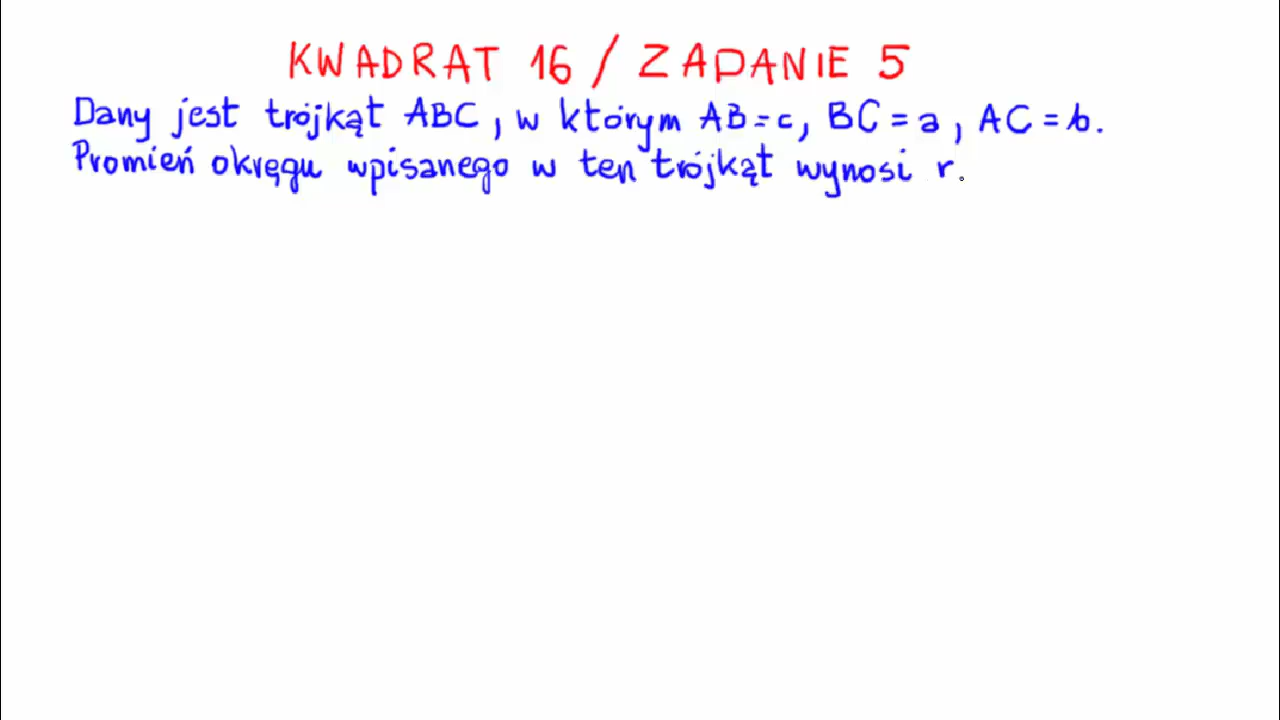 KWADRAT 16 / ZADANIE 5
Dany jest trójkąt ABC, w którym AB = c, BC = a, AC = b.
Promień okręgu wpisanego w ten trójkąt wynosi r.